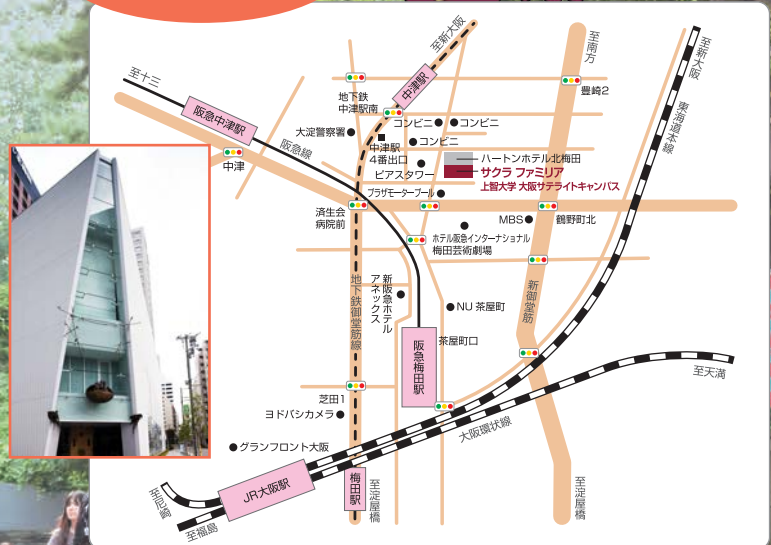 至新大阪
至南方
至新大阪
至十三
中津駅
豊崎2
地下鉄
中津駅南
阪急中津駅
東海道本線
大淀警察署
コンビニ
コンビニ
阪急線
中津駅
4番出口
コンビニ
中津
ピアスタワー
ハートンホテル北梅田
サクラ ファミリア
上智大学 大阪サテライトキャンパス
プラザモータープール
済生会
病院前
MBS
鶴野町北
ホテル阪急インターナショナル
梅田芸術劇場
地下鉄御堂筋線
新阪急ホテル
アネックス
新御堂筋
NU 茶屋町
阪急梅田駅
茶屋町口
至天満
芝田1
ヨドバシカメラ
大阪環状線
グランフロント大阪
JR大阪駅
梅田駅
至尼崎
至福島
至淀屋橋
至淀屋橋